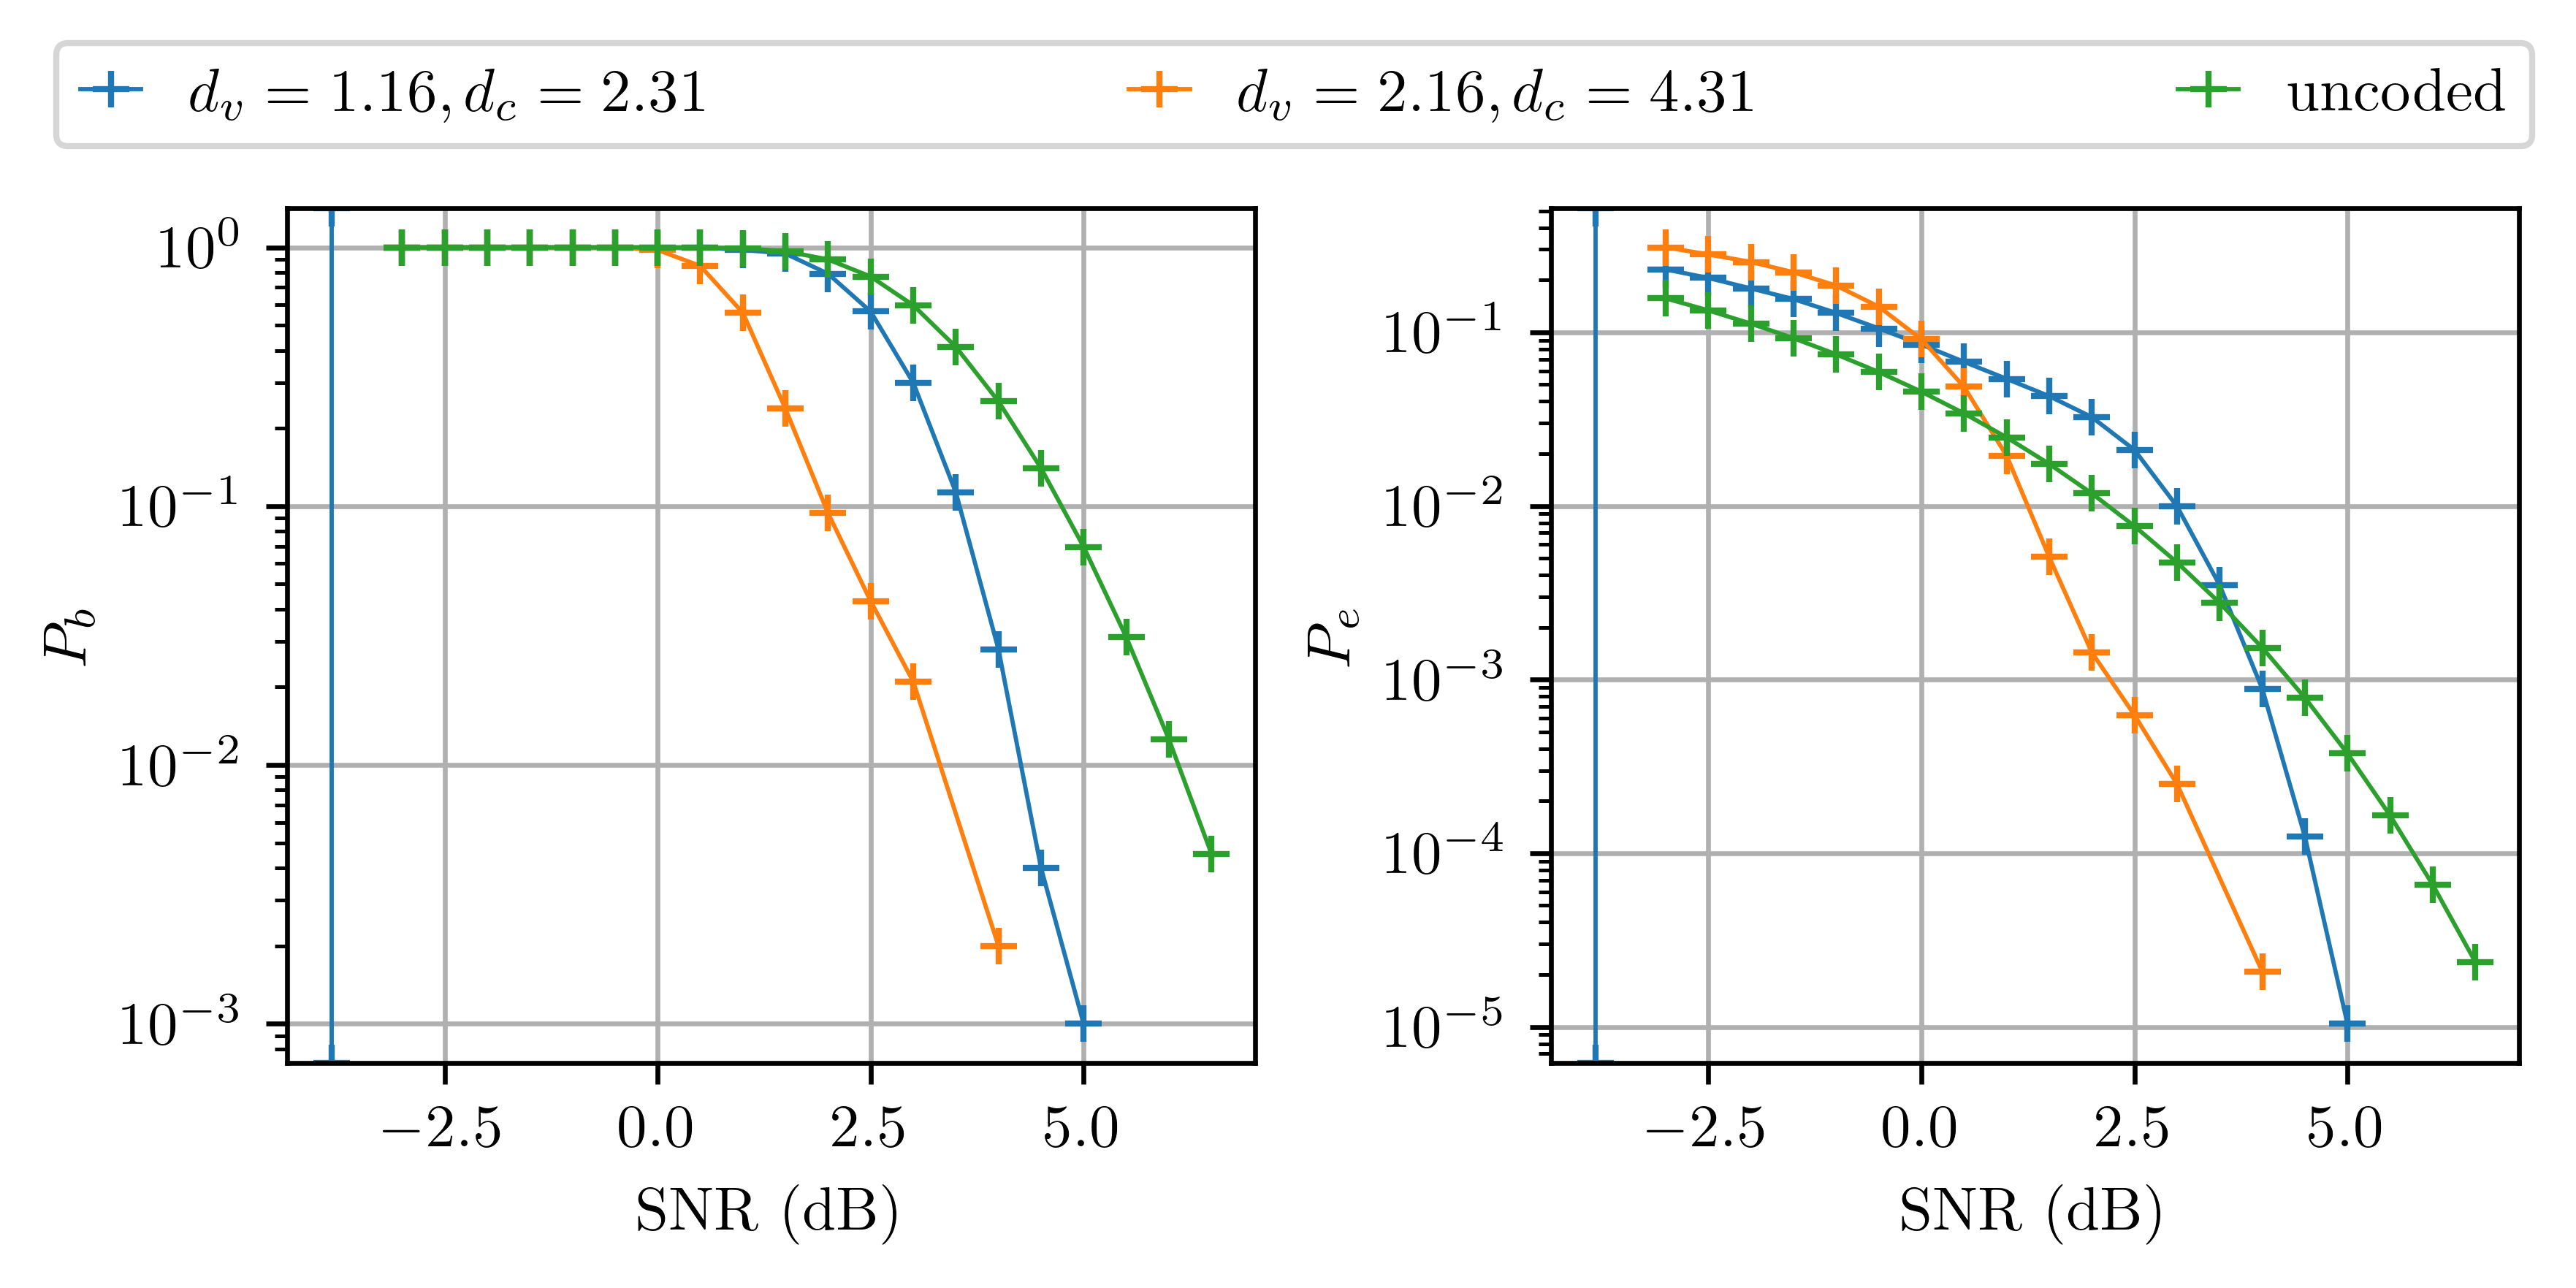 d_v = 1.16, d_c = 2.31 d_v = 2.16, d_c = 4.31 uncoded
10^0
10^{-1}
10^{-2}
10^{-3}
P_b
−2.5 0.0 2.5 5.0
SNR (dB)
10^{-1}
10^{-2}
10^{-3}
10^{-4}
10^{-5}
P_e
−2.5 0.0 2.5 5.0
SNR (dB)